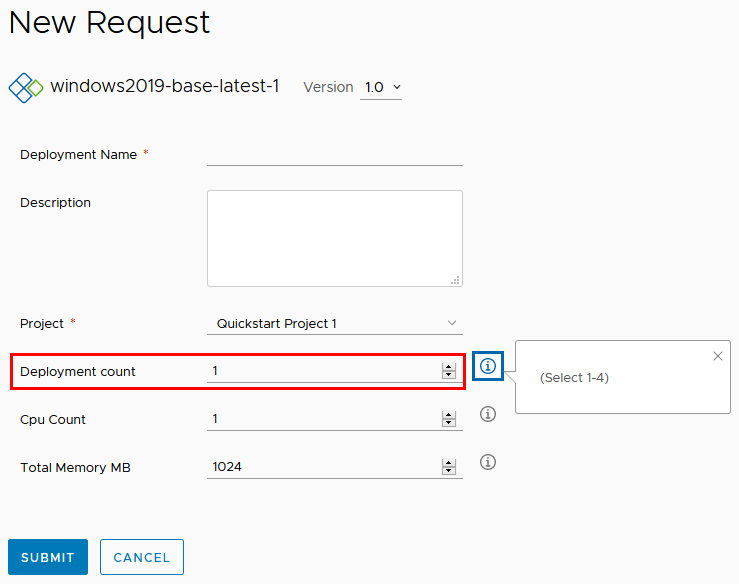 New Request
windows2019-base-latest-1 Version 1.0
Deployment Name *
Description
Project * Quickstart Project 1
Deployment count 1
(Select 1-4)
Cpu Count 1
Total Memory MB 1024
SUBMIT CANCEL